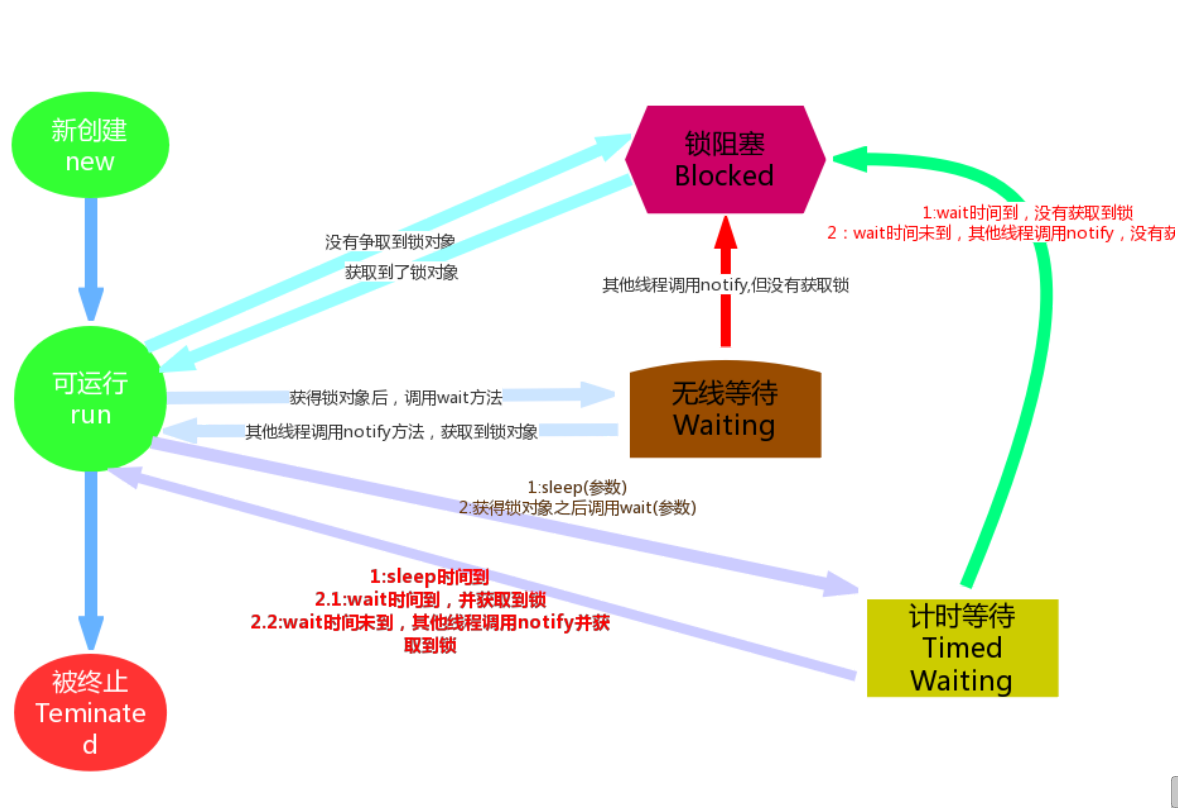 新创建
new
锁阻塞
Blocked
1:wait时间到，没有获取到锁
2：wait时间未到，其他线程调用notify，没有
没有争取到锁对象
获取到了锁对象
其他线程调用notify,但没有获取锁
可运行
run
获得锁对象后，调用wait方法
其他线程调用notify方法，获取到锁对象
无线等待
Waiting
1:sleep(参数)
2:获得锁对象之后调用wait(参数)
1:sleep时间到
2.1:wait时间到，并获取到锁
2.2:wait时间未到，其他线程调用notify并获
取到锁
计时等待
Timed
Waiting
被终止
Teminate
d